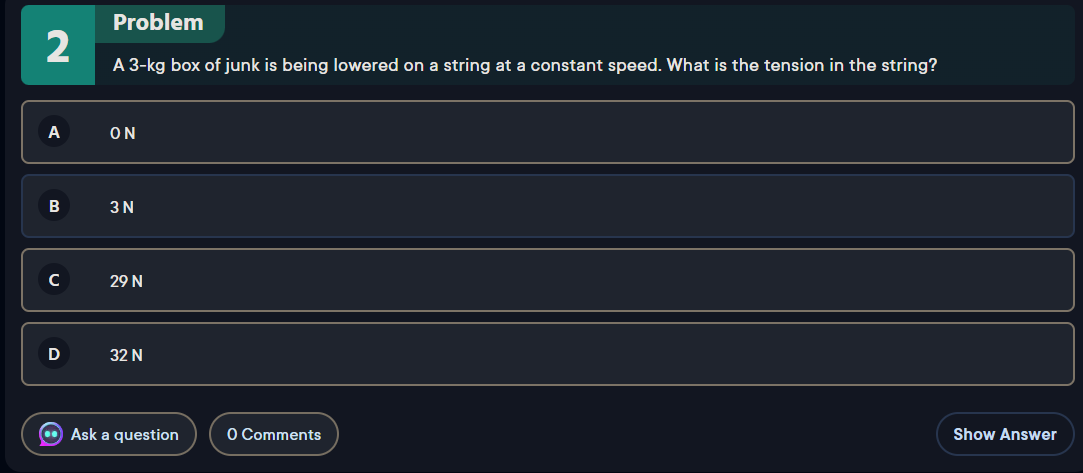 2
Problem
A 3-kg box of junk is being lowered on a string at a constant speed. What is the tension in the string?
A 0 N
B 3 N
C 29 N
D 32 N
Ask a question 0 Comments Show Answer